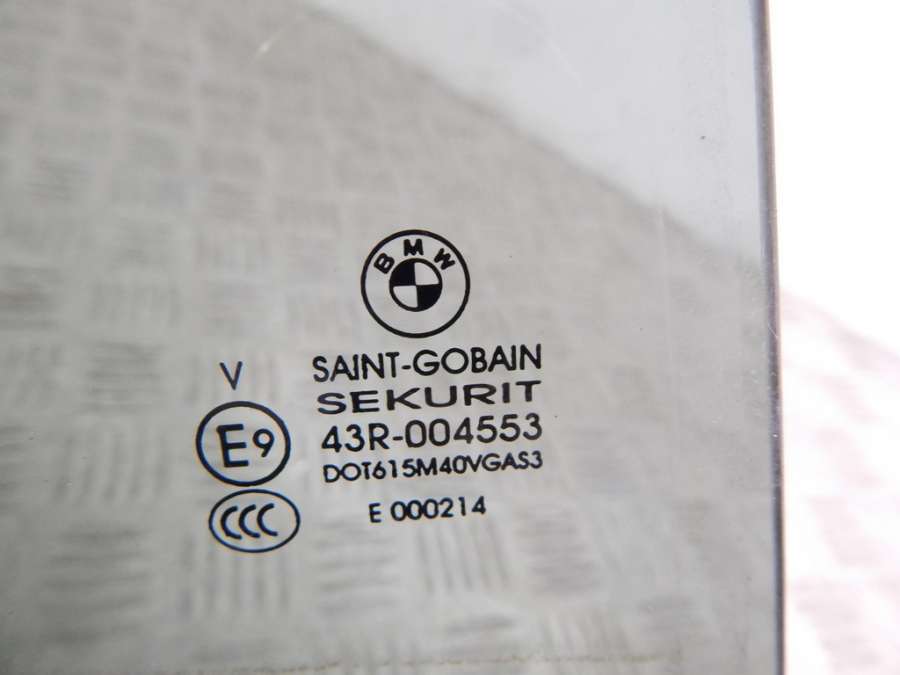 BMW
SAINT-GOBAIN
V
SEKURIT
E9 43R-004553
DOT615M40VGAS3
CCC E 000214